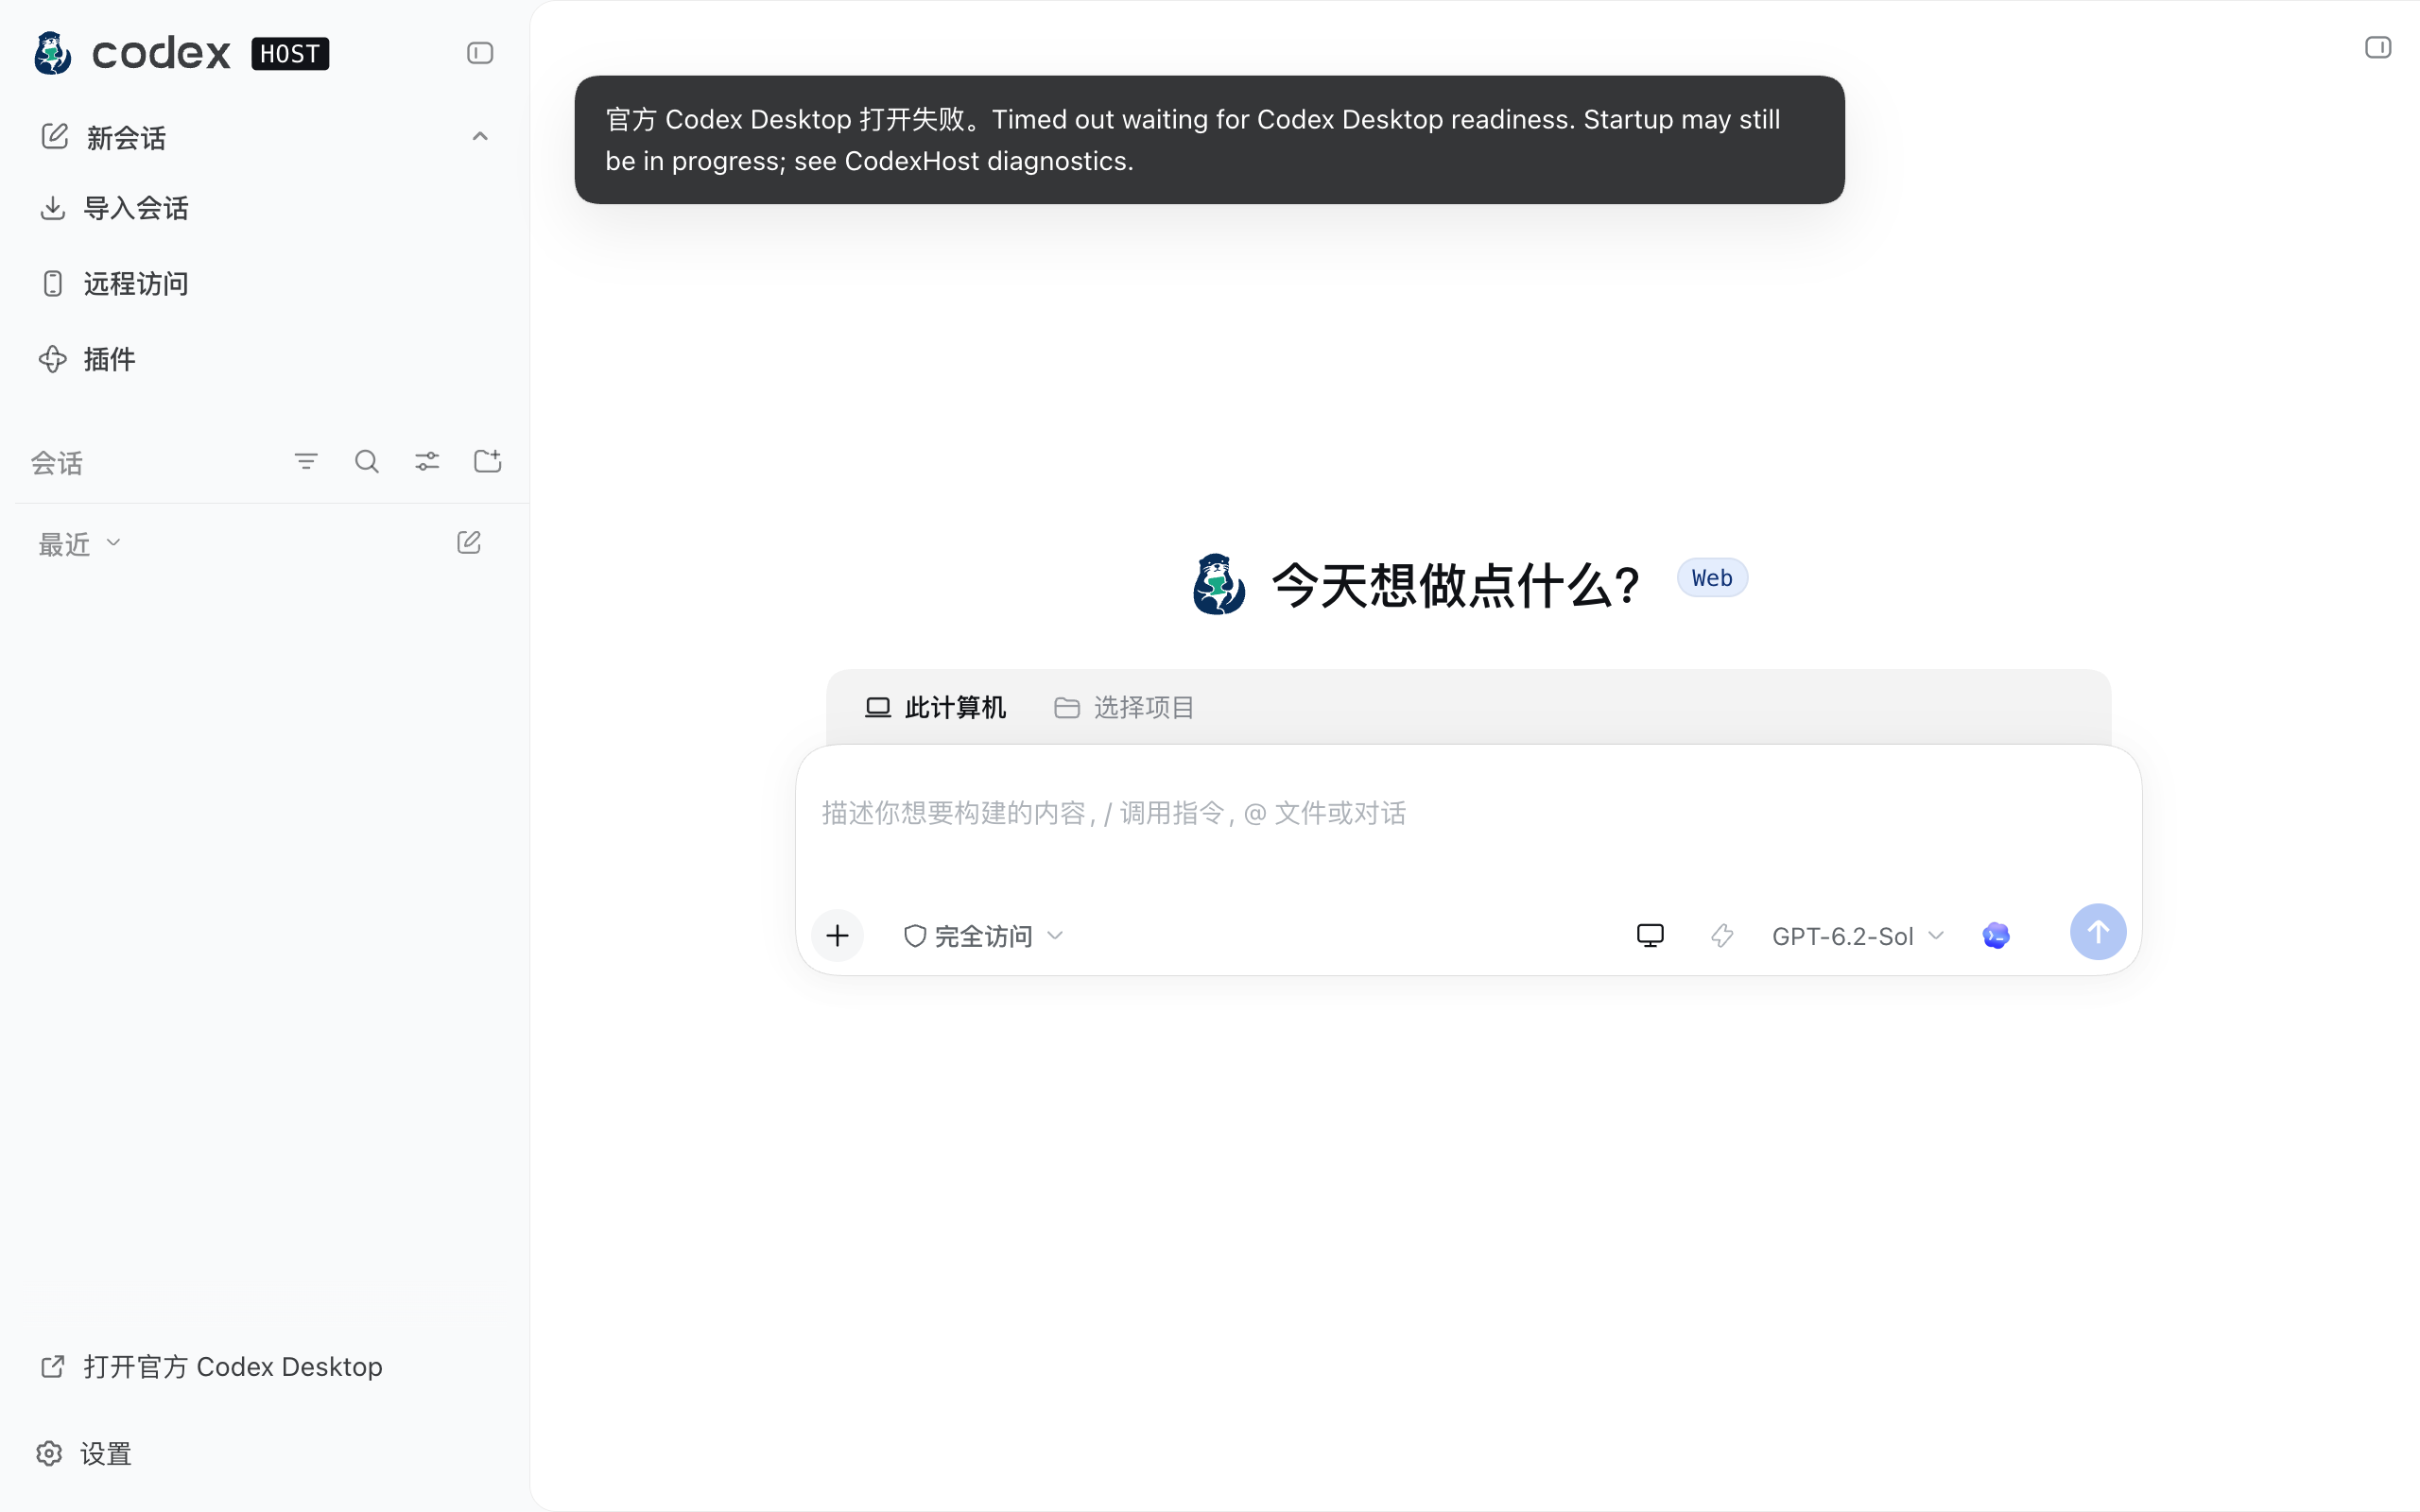 codex HOST
新会话
导入会话
远程访问
插件
会话
最近
打开官方 Codex Desktop
设置
官方 Codex Desktop 打开失败。Timed out waiting for Codex Desktop readiness. Startup may still
be in progress; see CodexHost diagnostics.
今天想做点什么? Web
此计算机 选择项目
描述你想要构建的内容, / 调用指令, @ 文件或对话
完全访问 GPT-6.2-Sol